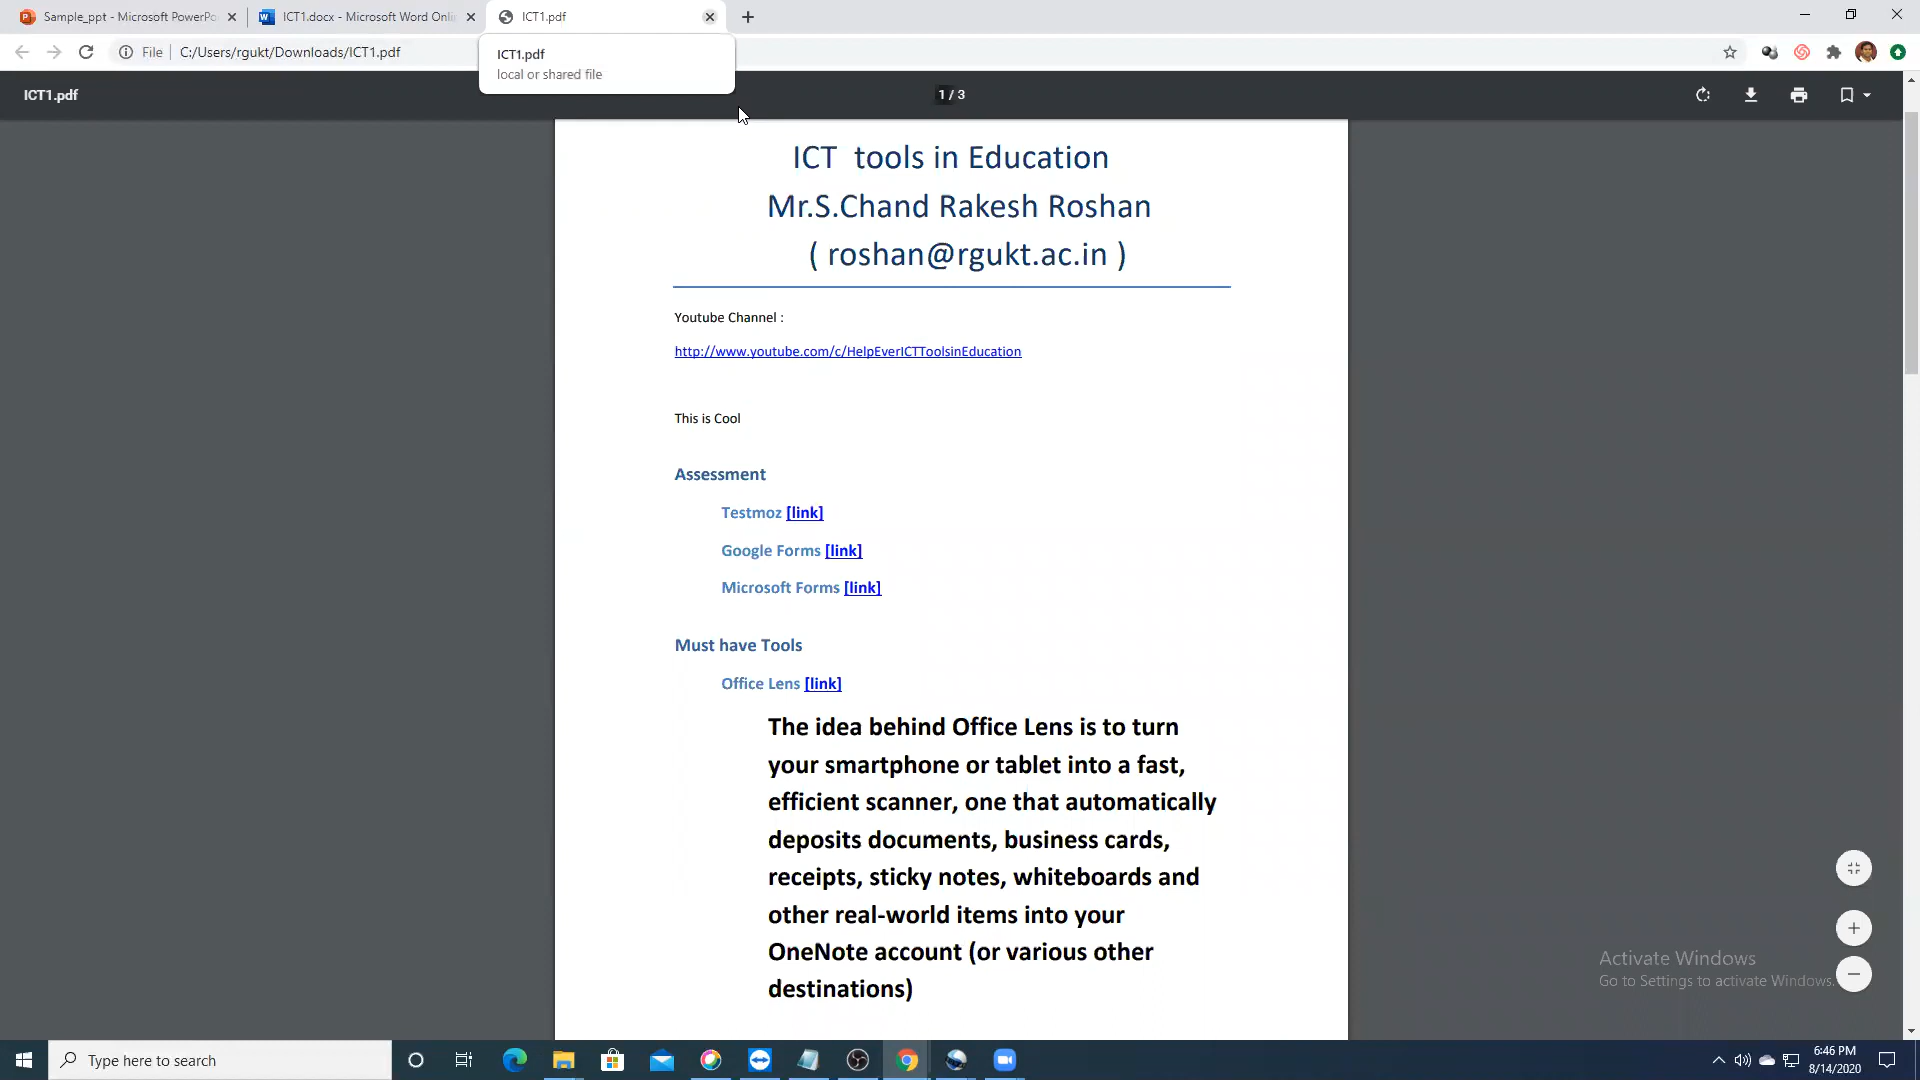 Sample_ppt - Microsoft PowerPo
ICT1.docx - Microsoft Word Onli
ICT1.pdf
File
C:/Users/rgukt/Downloads/ICT1.pdf
ICT1.pdf
local or shared file
ICT1.pdf
1 / 3
ICT tools in Education
Mr.S.Chand Rakesh Roshan
( roshan@rgukt.ac.in )
Youtube Channel :
http://www.youtube.com/c/HelpEverICTToolsinEducation
This is Cool
Assessment
Testmoz [link]
Google Forms [link]
Microsoft Forms [link]
Must have Tools
Office Lens [link]
The idea behind Office Lens is to turn
your smartphone or tablet into a fast,
efficient scanner, one that automatically
deposits documents, business cards,
receipts, sticky notes, whiteboards and
other real-world items into your
OneNote account (or various other
destinations)
Activate Windows
Go to Settings to activate Windows.
Type here to search
6:46 PM
8/14/2020